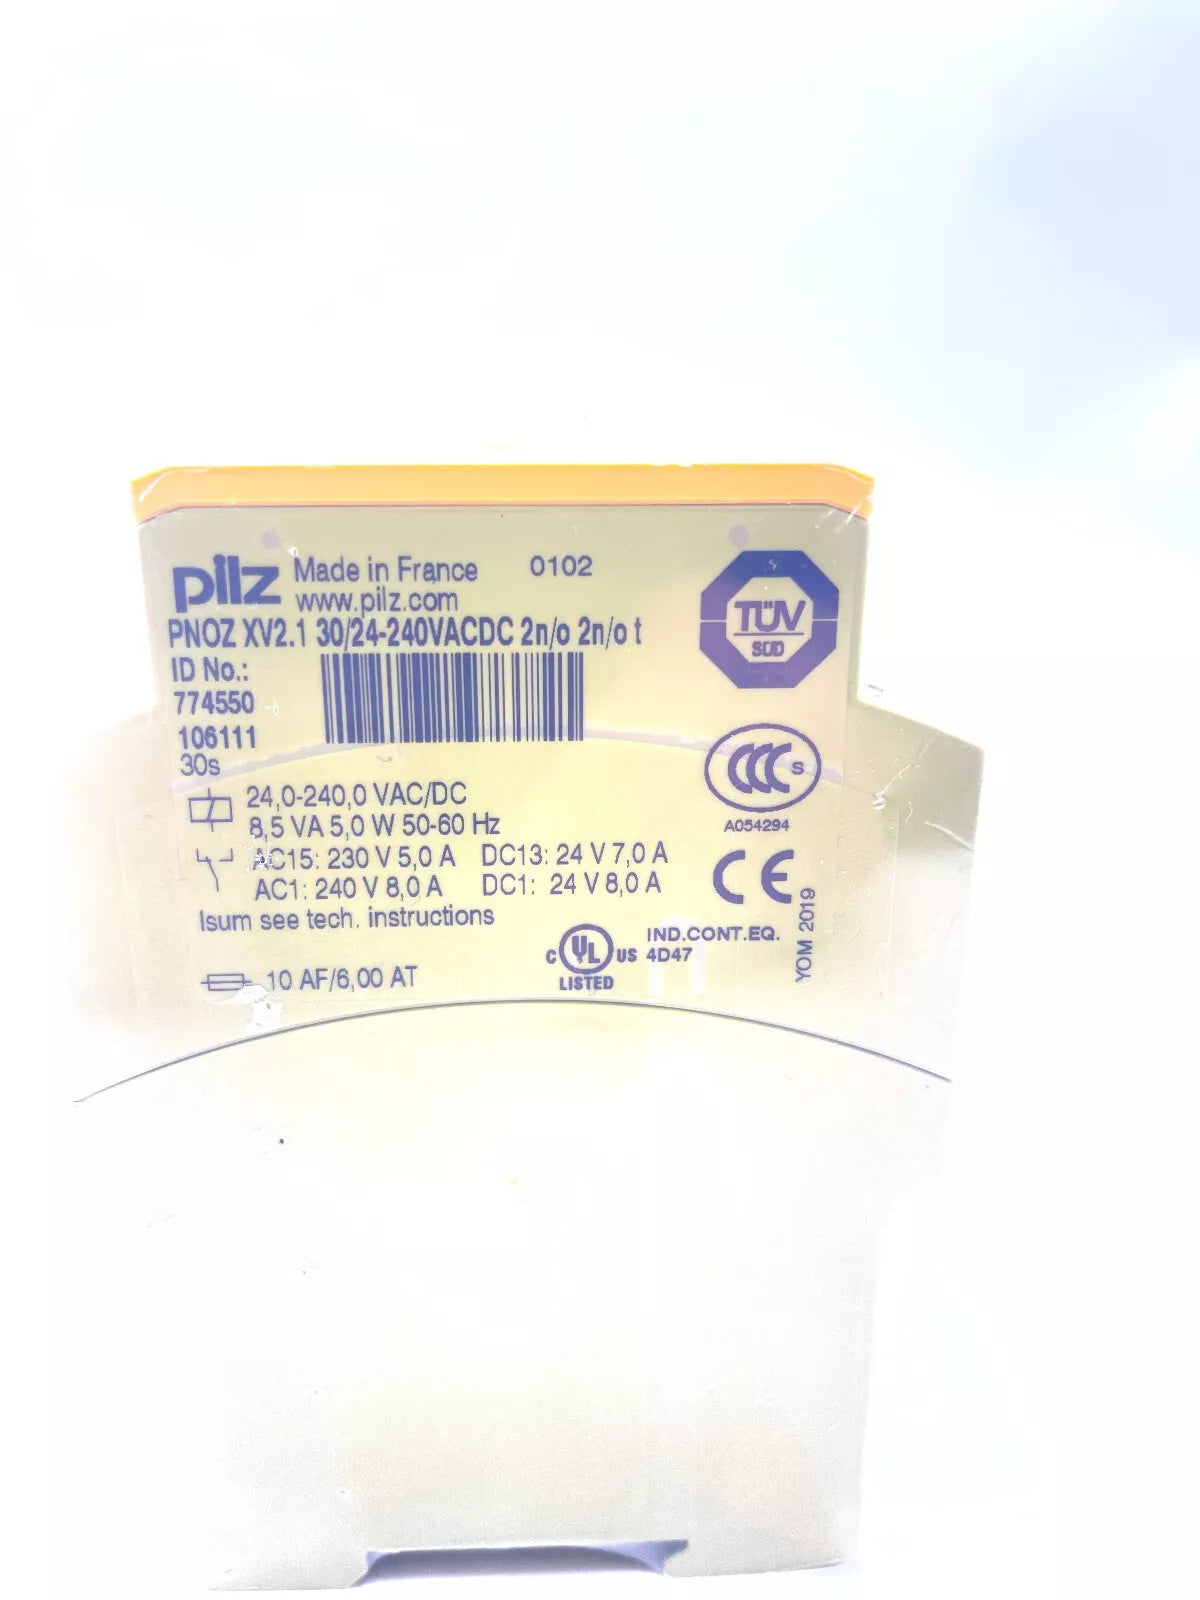 pilz Made in France 0102
www.pilz.com
PNOZ XV2.1 30/24-240VACDC 2n/o 2n/o t
ID No.:
774550
106111
30s
24,0-240,0 VAC/DC
8,5 VA 5,0 W 50-60 Hz
AC15: 230 V 5,0 A DC13: 24 V 7,0 A
AC1: 240 V 8,0 A DC1: 24 V 8,0 A
Isum see tech. instructions
10 AF/6,00 AT
TÜV
SÜD
CCC S
A054294
CE
YOM 2019
C UL US
LISTED
IND.CONT.EQ.
4D47